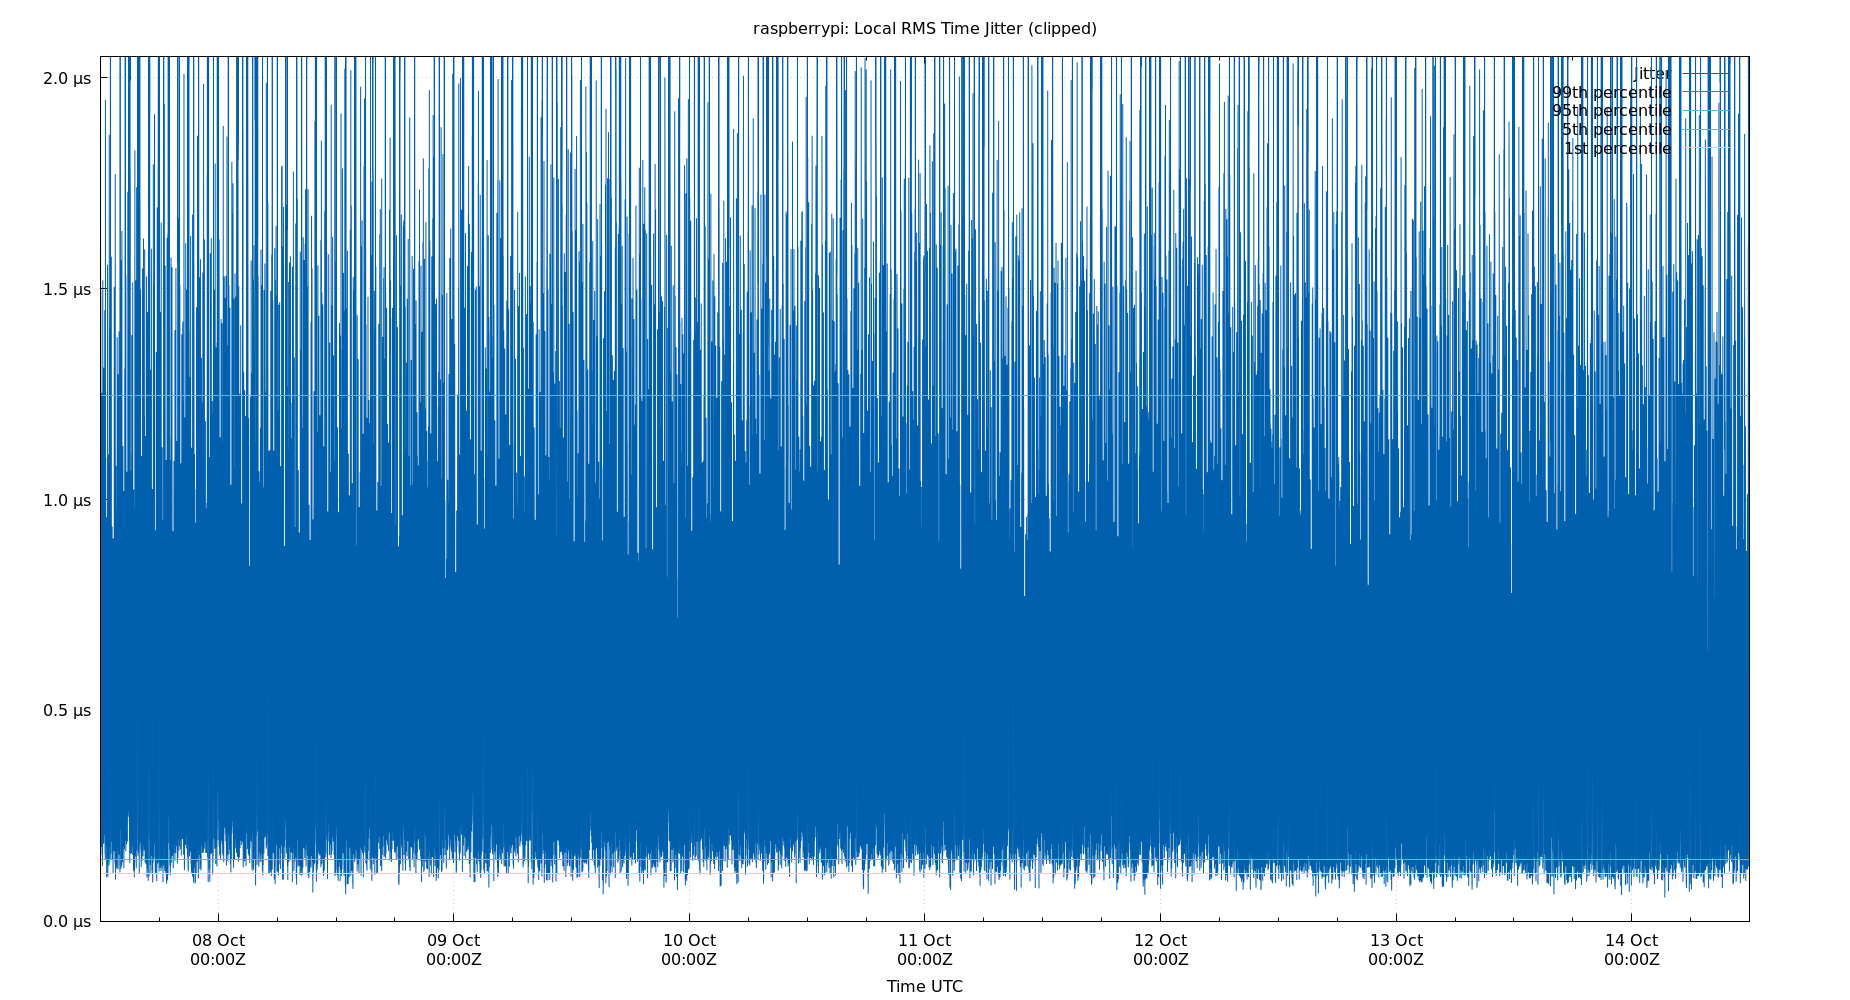 raspberrypi: Local RMS Time Jitter (clipped)
2.0 µs
1.5 µs
1.0 µs
0.5 µs
0.0 µs
Jitter
99th percentile
95th percentile
5th percentile
1st percentile
08 Oct 09 Oct 10 Oct 11 Oct 12 Oct 13 Oct 14 Oct
00:00Z 00:00Z 00:00Z 00:00Z 00:00Z 00:00Z 00:00Z
Time UTC